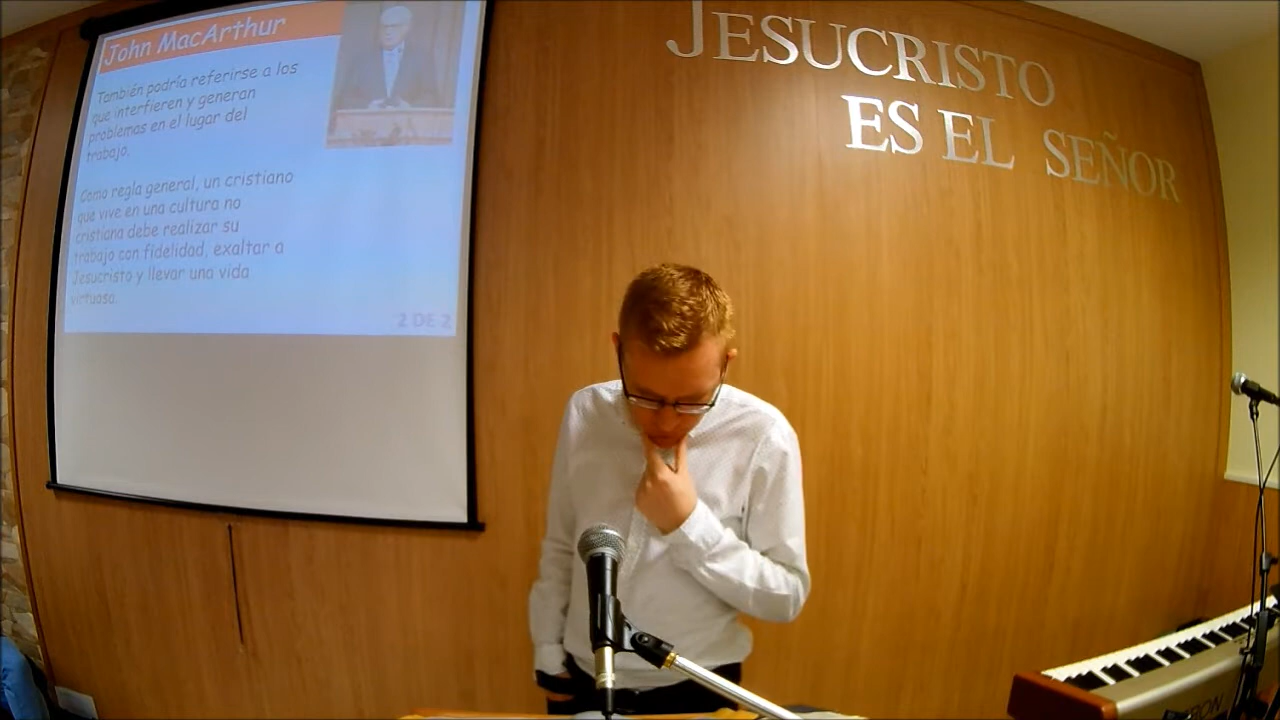 John MacArthur
También podría referirse a los
que interfieren y generan
problemas en el lugar del
trabajo.
Como regla general, un cristiano
que vive en una cultura no
cristiana debe realizar su
trabajo con fidelidad, exaltar a
Jesucristo y llevar una vida
virtuosa.
2 DE 2
JESUCRISTO
ES EL SEÑOR